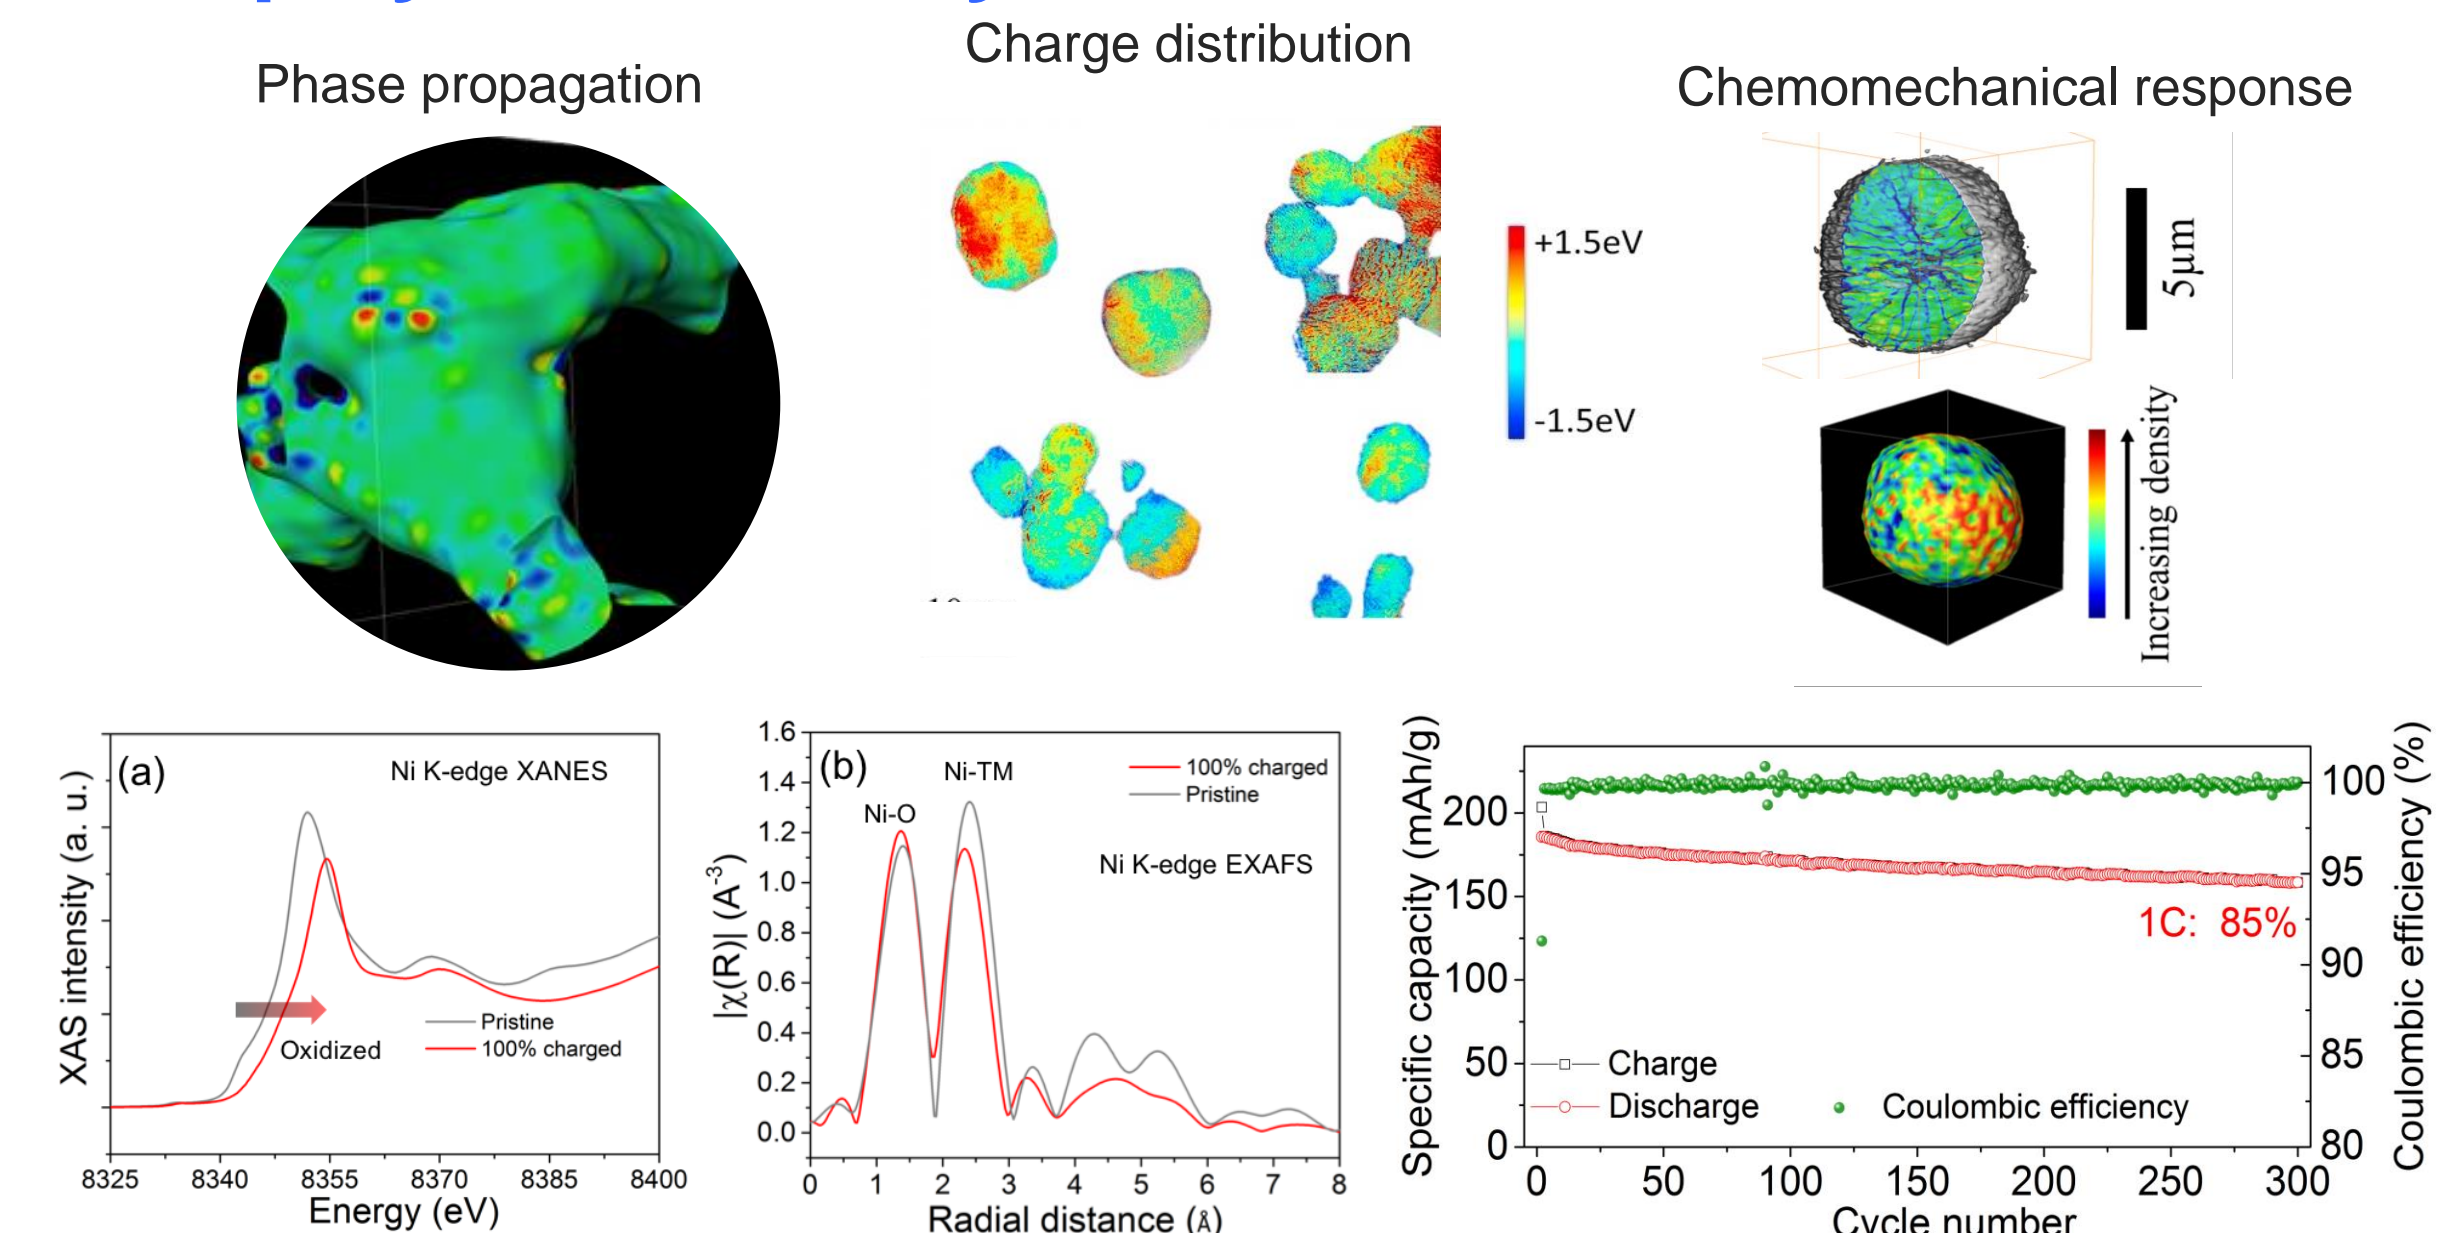 Charge distribution
Phase propagation
Chemomechanical response
+1.5eV
-1.5eV
5μm
Increasing density
(a)
Ni K-edge XANES
XAS intensity (a. u.)
Oxidized
Pristine
100% charged
8325 8340 8355 8370 8385 8400
Energy (eV)
(b)
Ni-TM
Ni-O
100% charged
Pristine
Ni K-edge EXAFS
|χ(R)| (A⁻³)
1.6
1.4
1.2
1.0
0.8
0.6
0.4
0.2
0.0
0 1 2 3 4 5 6 7 8
Radial distance (Å)
Specific capacity (mAh/g)
200
150
100
50
0
1C: 85%
Charge
Discharge
Coulombic efficiency
100
95
90
85
80
Coulombic efficiency (%)
0 50 100 150 200 250 300
Cycle number